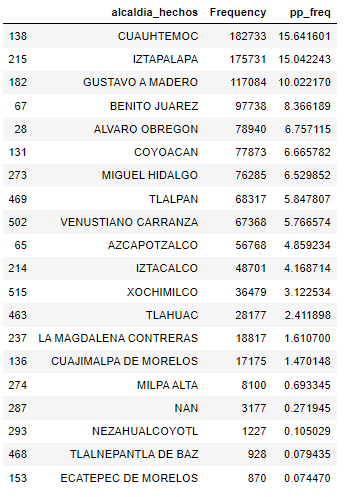 alcaldia_hechos Frequency pp_freq
138 CUAUHTEMOC 182733 15.641601
215 IZTAPALAPA 175731 15.042243
182 GUSTAVO A MADERO 117084 10.022170
67 BENITO JUAREZ 97738 8.366189
28 ALVARO OBREGON 78940 6.757115
131 COYOACAN 77873 6.665782
273 MIGUEL HIDALGO 76285 6.529852
469 TLALPAN 68317 5.847807
502 VENUSTIANO CARRANZA 67368 5.766574
65 AZCAPOTZALCO 56768 4.859234
214 IZTACALCO 48701 4.168714
515 XOCHIMILCO 36479 3.122534
463 TLAHUAC 28177 2.411898
237 LA MAGDALENA CONTRERAS 18817 1.610700
136 CUAJIMALPA DE MORELOS 17175 1.470148
274 MILPA ALTA 8100 0.693345
287 NAN 3177 0.271945
293 NEZAHUALCOYOTL 1227 0.105029
468 TLALNEPANTLA DE BAZ 928 0.079435
153 ECATEPEC DE MORELOS 870 0.074470